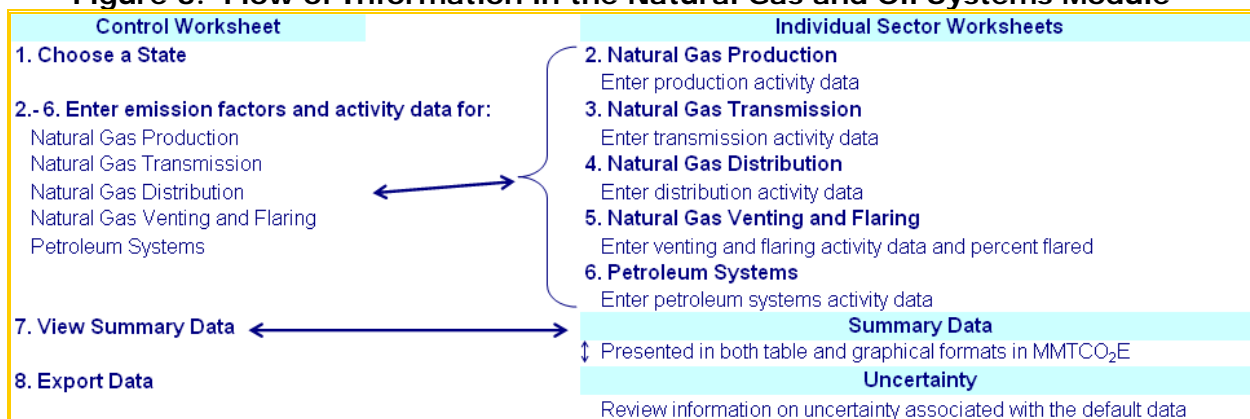 Figure 3. Flow of Information in the Natural Gas and Oil Systems Module
Control Worksheet
1. Choose a State
2.-6. Enter emission factors and activity data for:
Natural Gas Production
Natural Gas Transmission
Natural Gas Distribution
Natural Gas Venting and Flaring
Petroleum Systems
7. View Summary Data
8. Export Data
Individual Sector Worksheets
2. Natural Gas Production
Enter production activity data
3. Natural Gas Transmission
Enter transmission activity data
4. Natural Gas Distribution
Enter distribution activity data
5. Natural Gas Venting and Flaring
Enter venting and flaring activity data and percent flared
6. Petroleum Systems
Enter petroleum systems activity data
Summary Data
Presented in both table and graphical formats in MMTCO₂E
Uncertainty
Review information on uncertainty associated with the default data